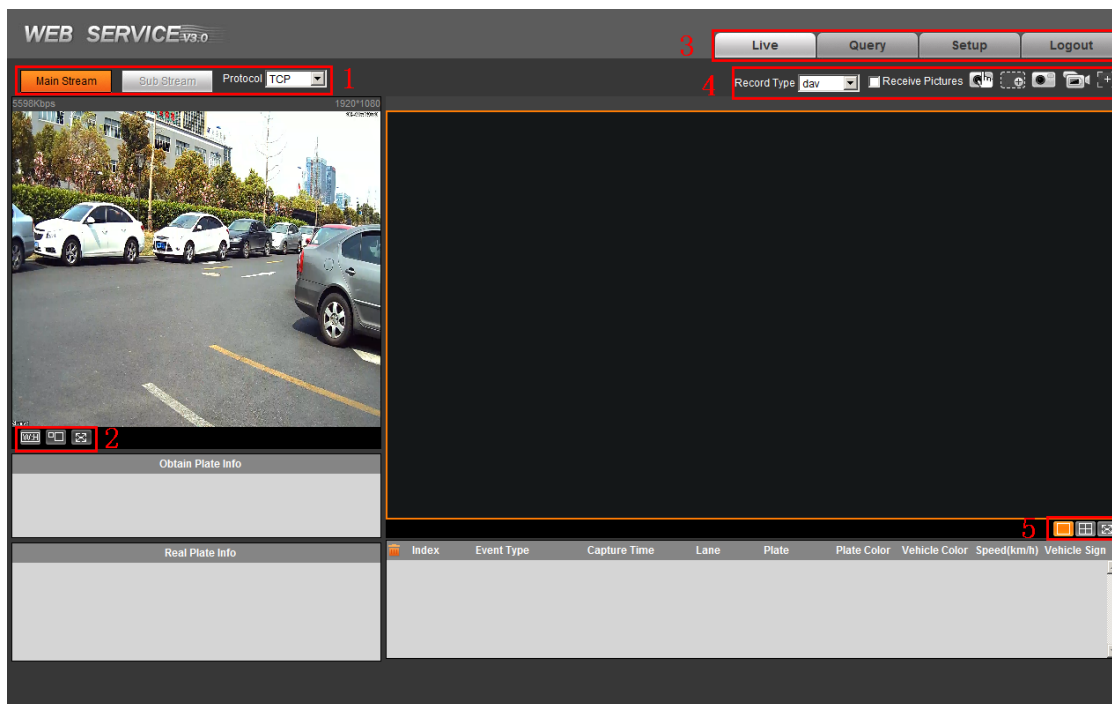 WEB SERVICE V3.0
3 Live Query Setup Logout
Main Stream Sub Stream Protocol TCP 1
4 Record Type dav Receive Pictures
5598Kbps 1920*1080
W:H 2
5
Obtain Plate Info
Real Plate Info
Index Event Type Capture Time Lane Plate Plate Color Vehicle Color Speed(km/h) Vehicle Sign